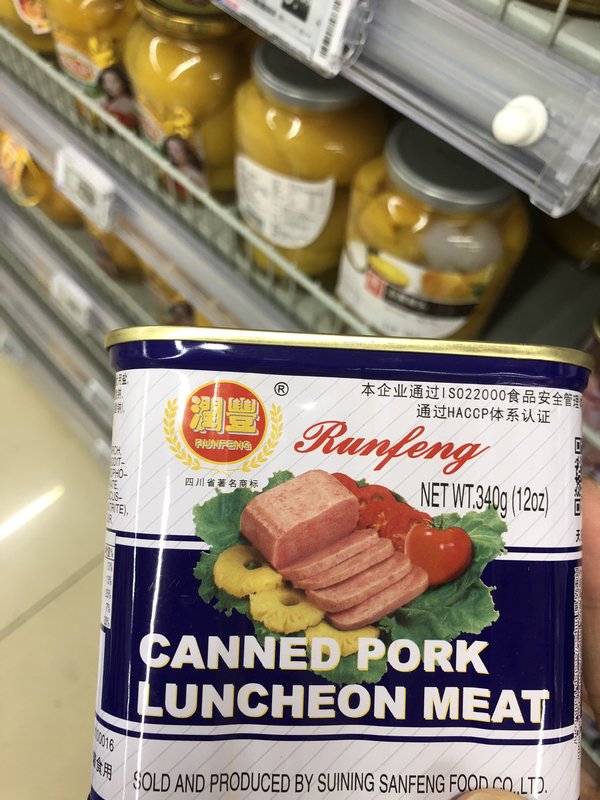 潤豐
RUNFENG
®
四川省著名商标
本企业通过ISO22000食品安全管理
通过HACCP体系认证
Runfeng
NET WT.340g (12oz)
CANNED PORK
LUNCHEON MEAT
SOLD AND PRODUCED BY SUINING SANFENG FOOD CO.,LTD.